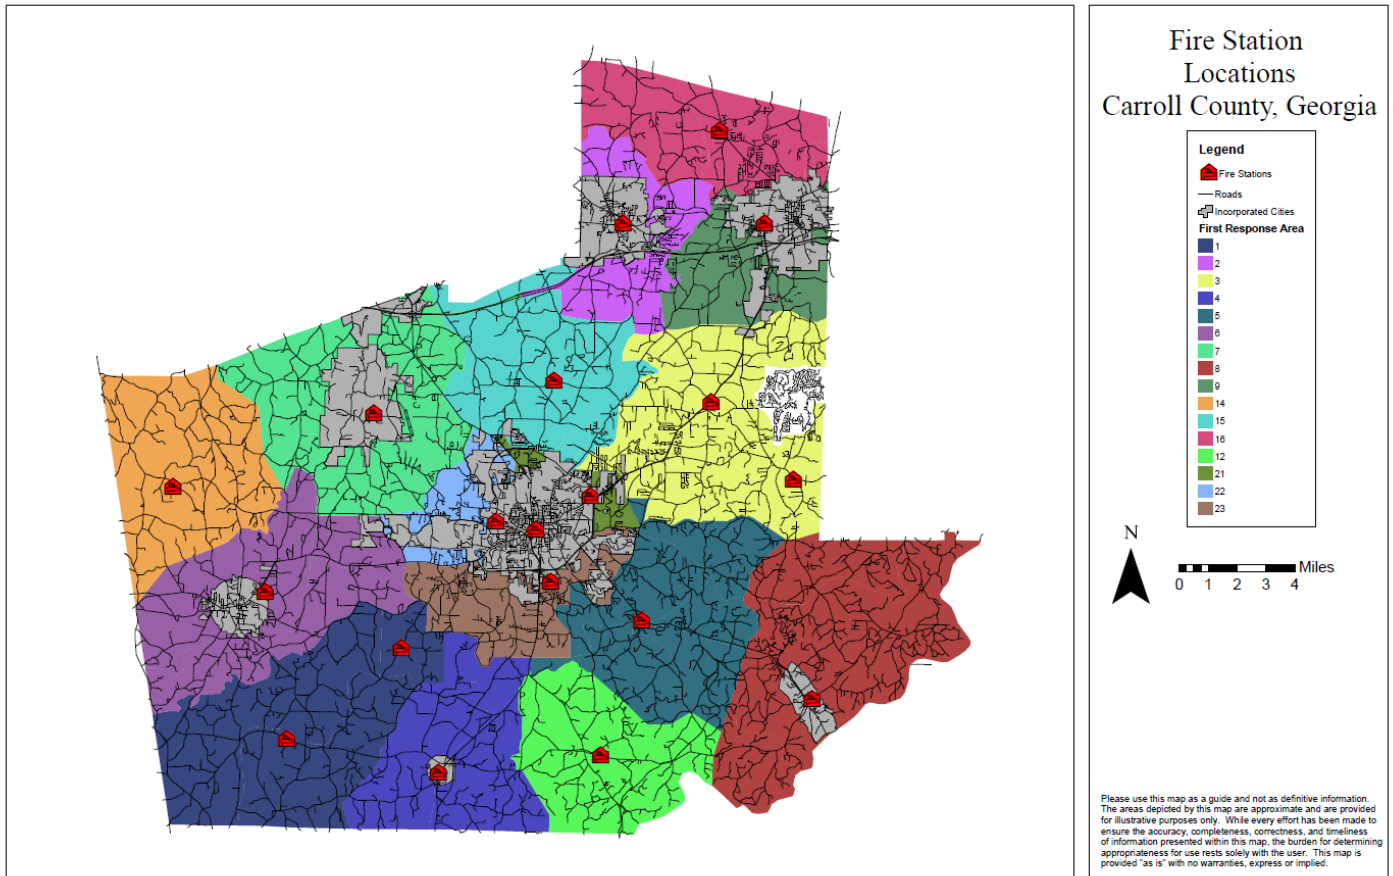 Fire Station
Locations
Carroll County, Georgia
Legend
Fire Stations
Roads
Incorporated Cities
First Response Area
1
2
3
4
5
6
7
8
9
14
15
16
12
21
22
23
N
Miles
0 1 2 3 4
Please use this map as a guide and not as definitive information.
The areas depicted by this map are approximate and are provided
for illustrative purposes only. While every effort has been made to
ensure the accuracy, completeness, correctness, and timeliness
of information presented within this map, the burden for determining
appropriateness for use rests solely with the user. This map is
provided "as is" with no warranties, express or implied.